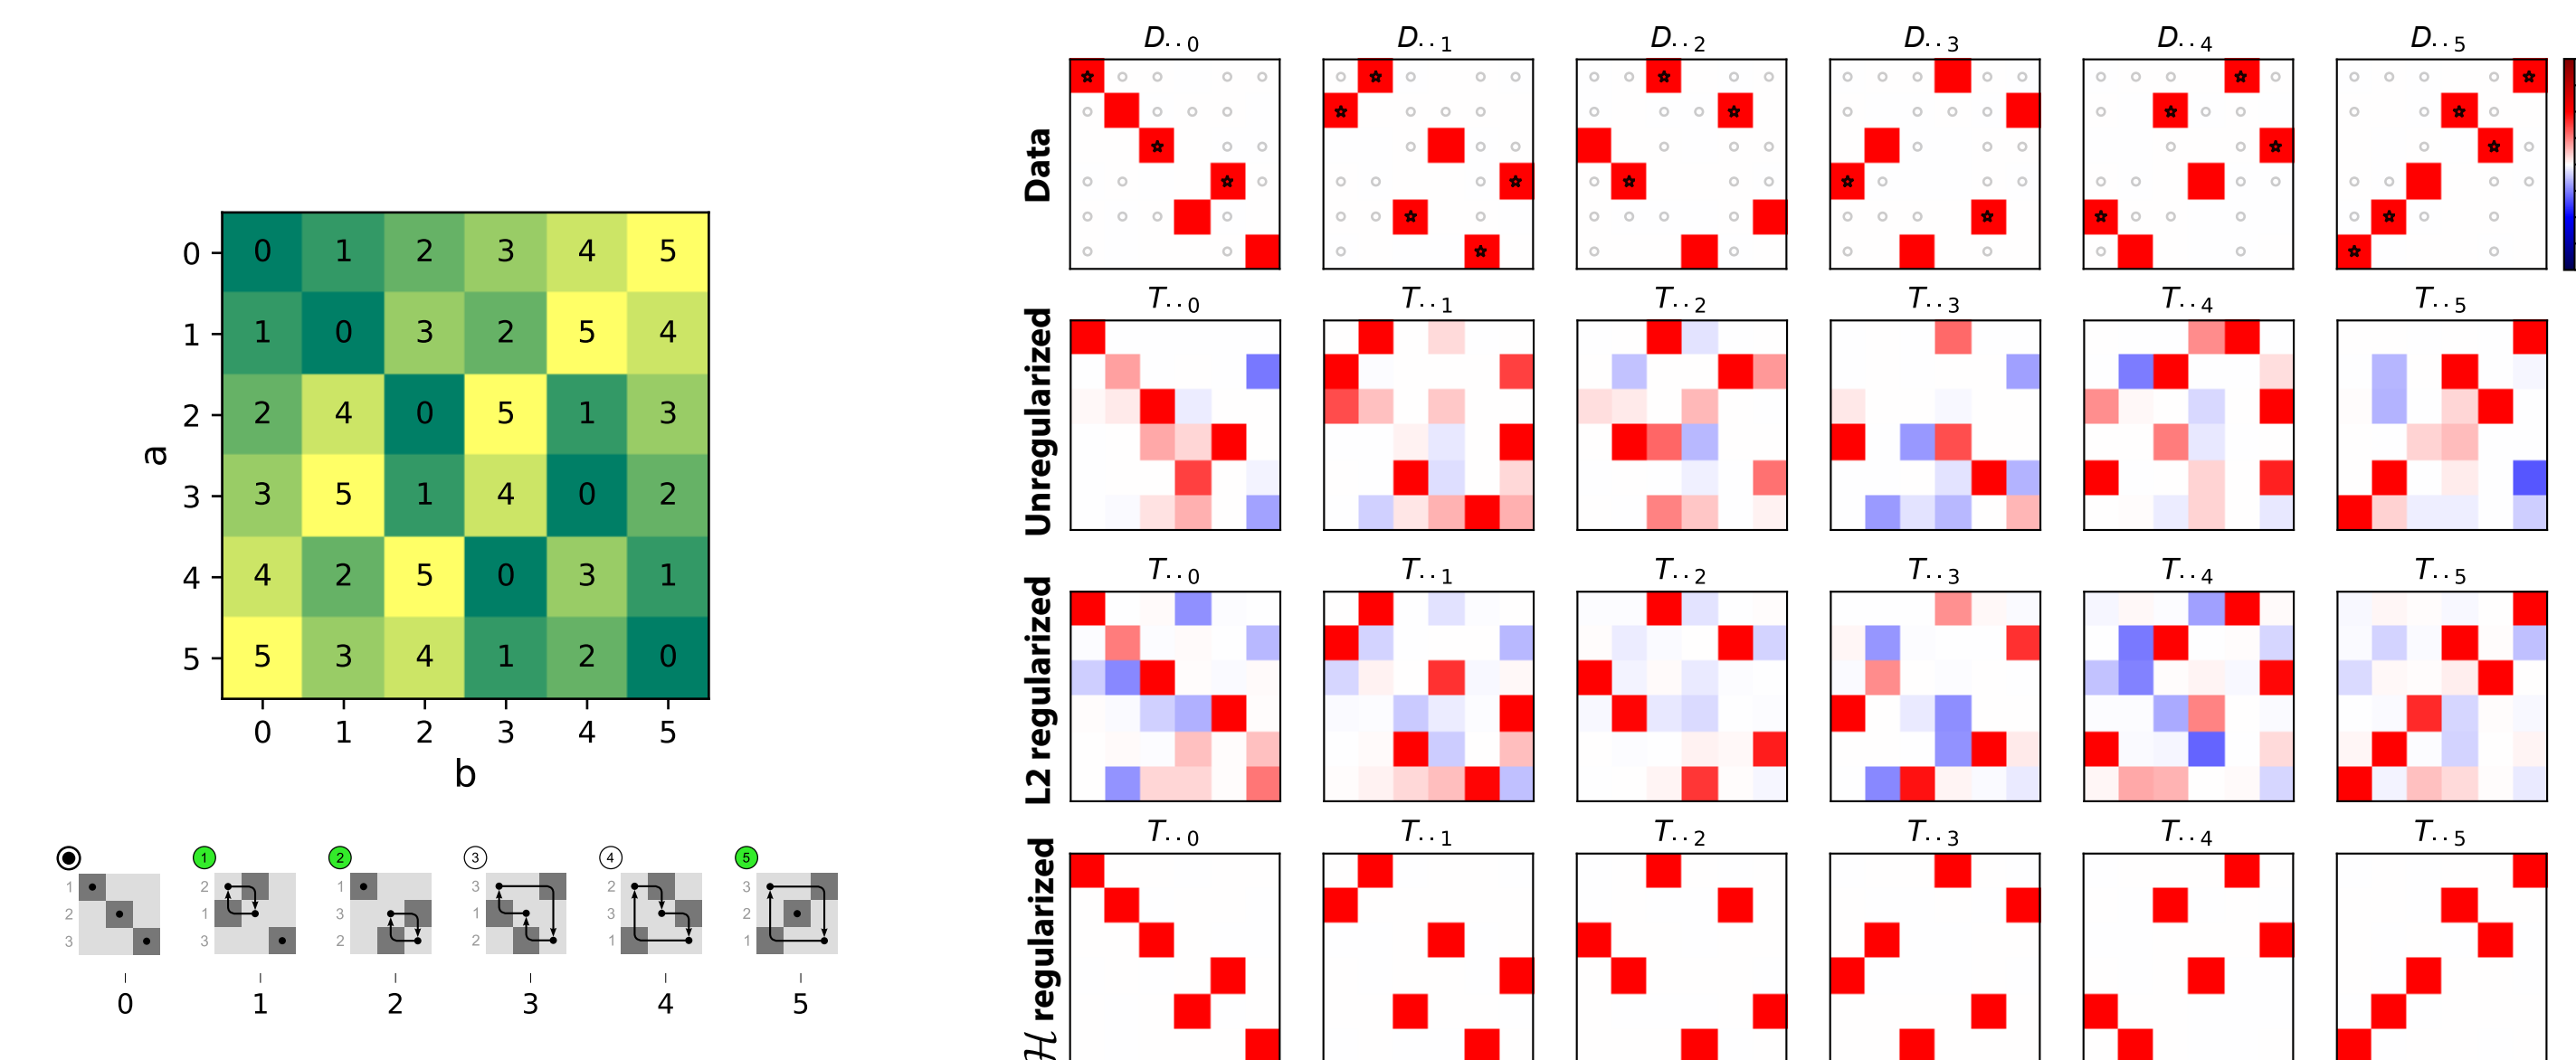 0 0 1 2 3 4 5
1 1 0 3 2 5 4
2 2 4 0 5 1 3
3 3 5 1 4 0 2
4 4 2 5 0 3 1
5 5 3 4 1 2 0
a
0 1 2 3 4 5
b
1 2 3 4 5
1 2 1 3 2 3
2 1 3 1 3 2
3 3 2 2 1 1
0 1 2 3 4 5
D..0 D..1 D..2 D..3 D..4 D..5
Data
T..0 T..1 T..2 T..3 T..4 T..5
Unregularized
T..0 T..1 T..2 T..3 T..4 T..5
L2 regularized
T..0 T..1 T..2 T..3 T..4 T..5
ℋ regularized